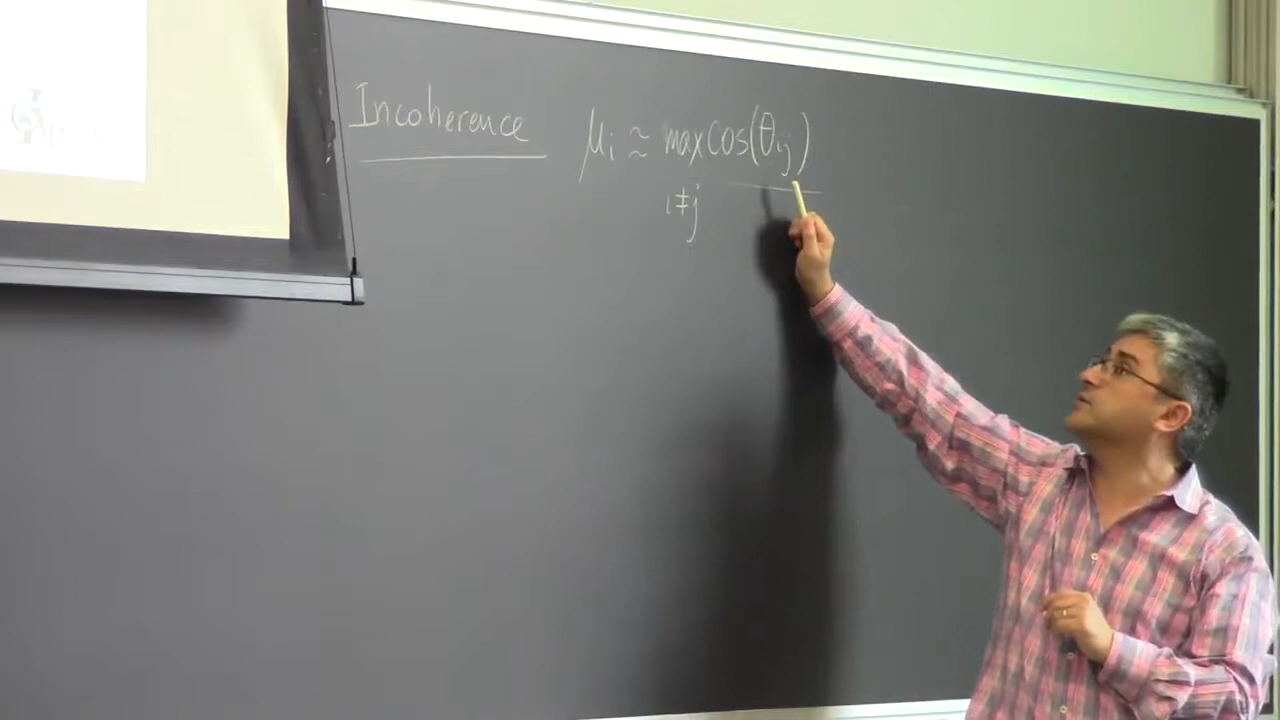 Incoherence μi ≈ max cos(θij)
i≠j